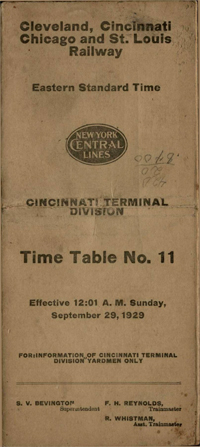 Cleveland, Cincinnati
Chicago and St. Louis
Railway
Eastern Standard Time
NEW YORK
CENTRAL
LINES
CINCINNATI TERMINAL
DIVISION
Time Table No. 11
Effective 12:01 A. M. Sunday,
September 29, 1929
FOR INFORMATION OF CINCINNATI TERMINAL
DIVISION YARDMEN ONLY
S. V. BEVINGTON
Superintendent
F. H. REYNOLDS,
Trainmaster
R. WHISTMAN,
Asst. Trainmaster